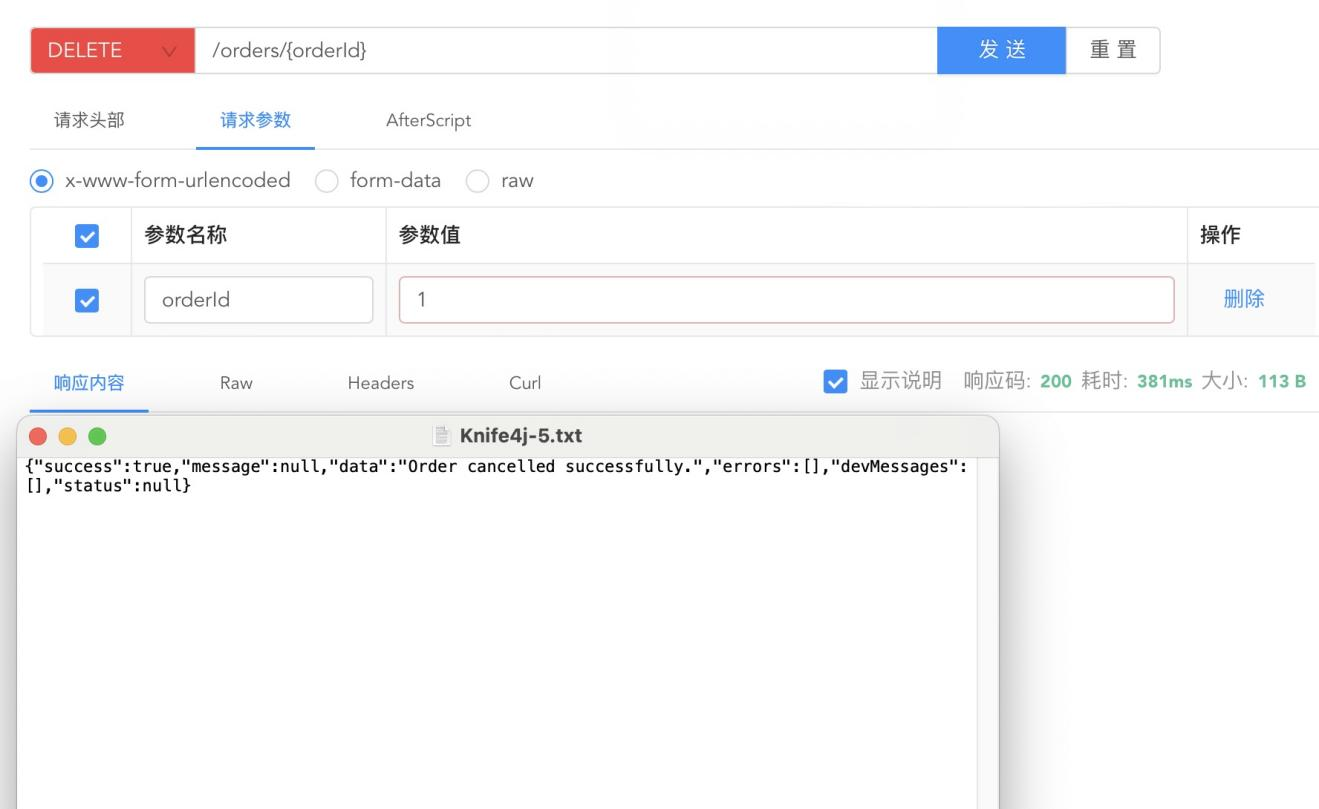 DELETE /orders/{orderId} 发 送 重 置
请求头部 请求参数 AfterScript
x-www-form-urlencoded form-data raw
参数名称 参数值 操作
orderId 1 删除
响应内容 Raw Headers Curl 显示说明 响应码: 200 耗时: 381ms 大小: 113 B
Knife4j-5.txt
{"success":true,"message":null,"data":"Order cancelled successfully.","errors":[],"devMessages":
[],"status":null}